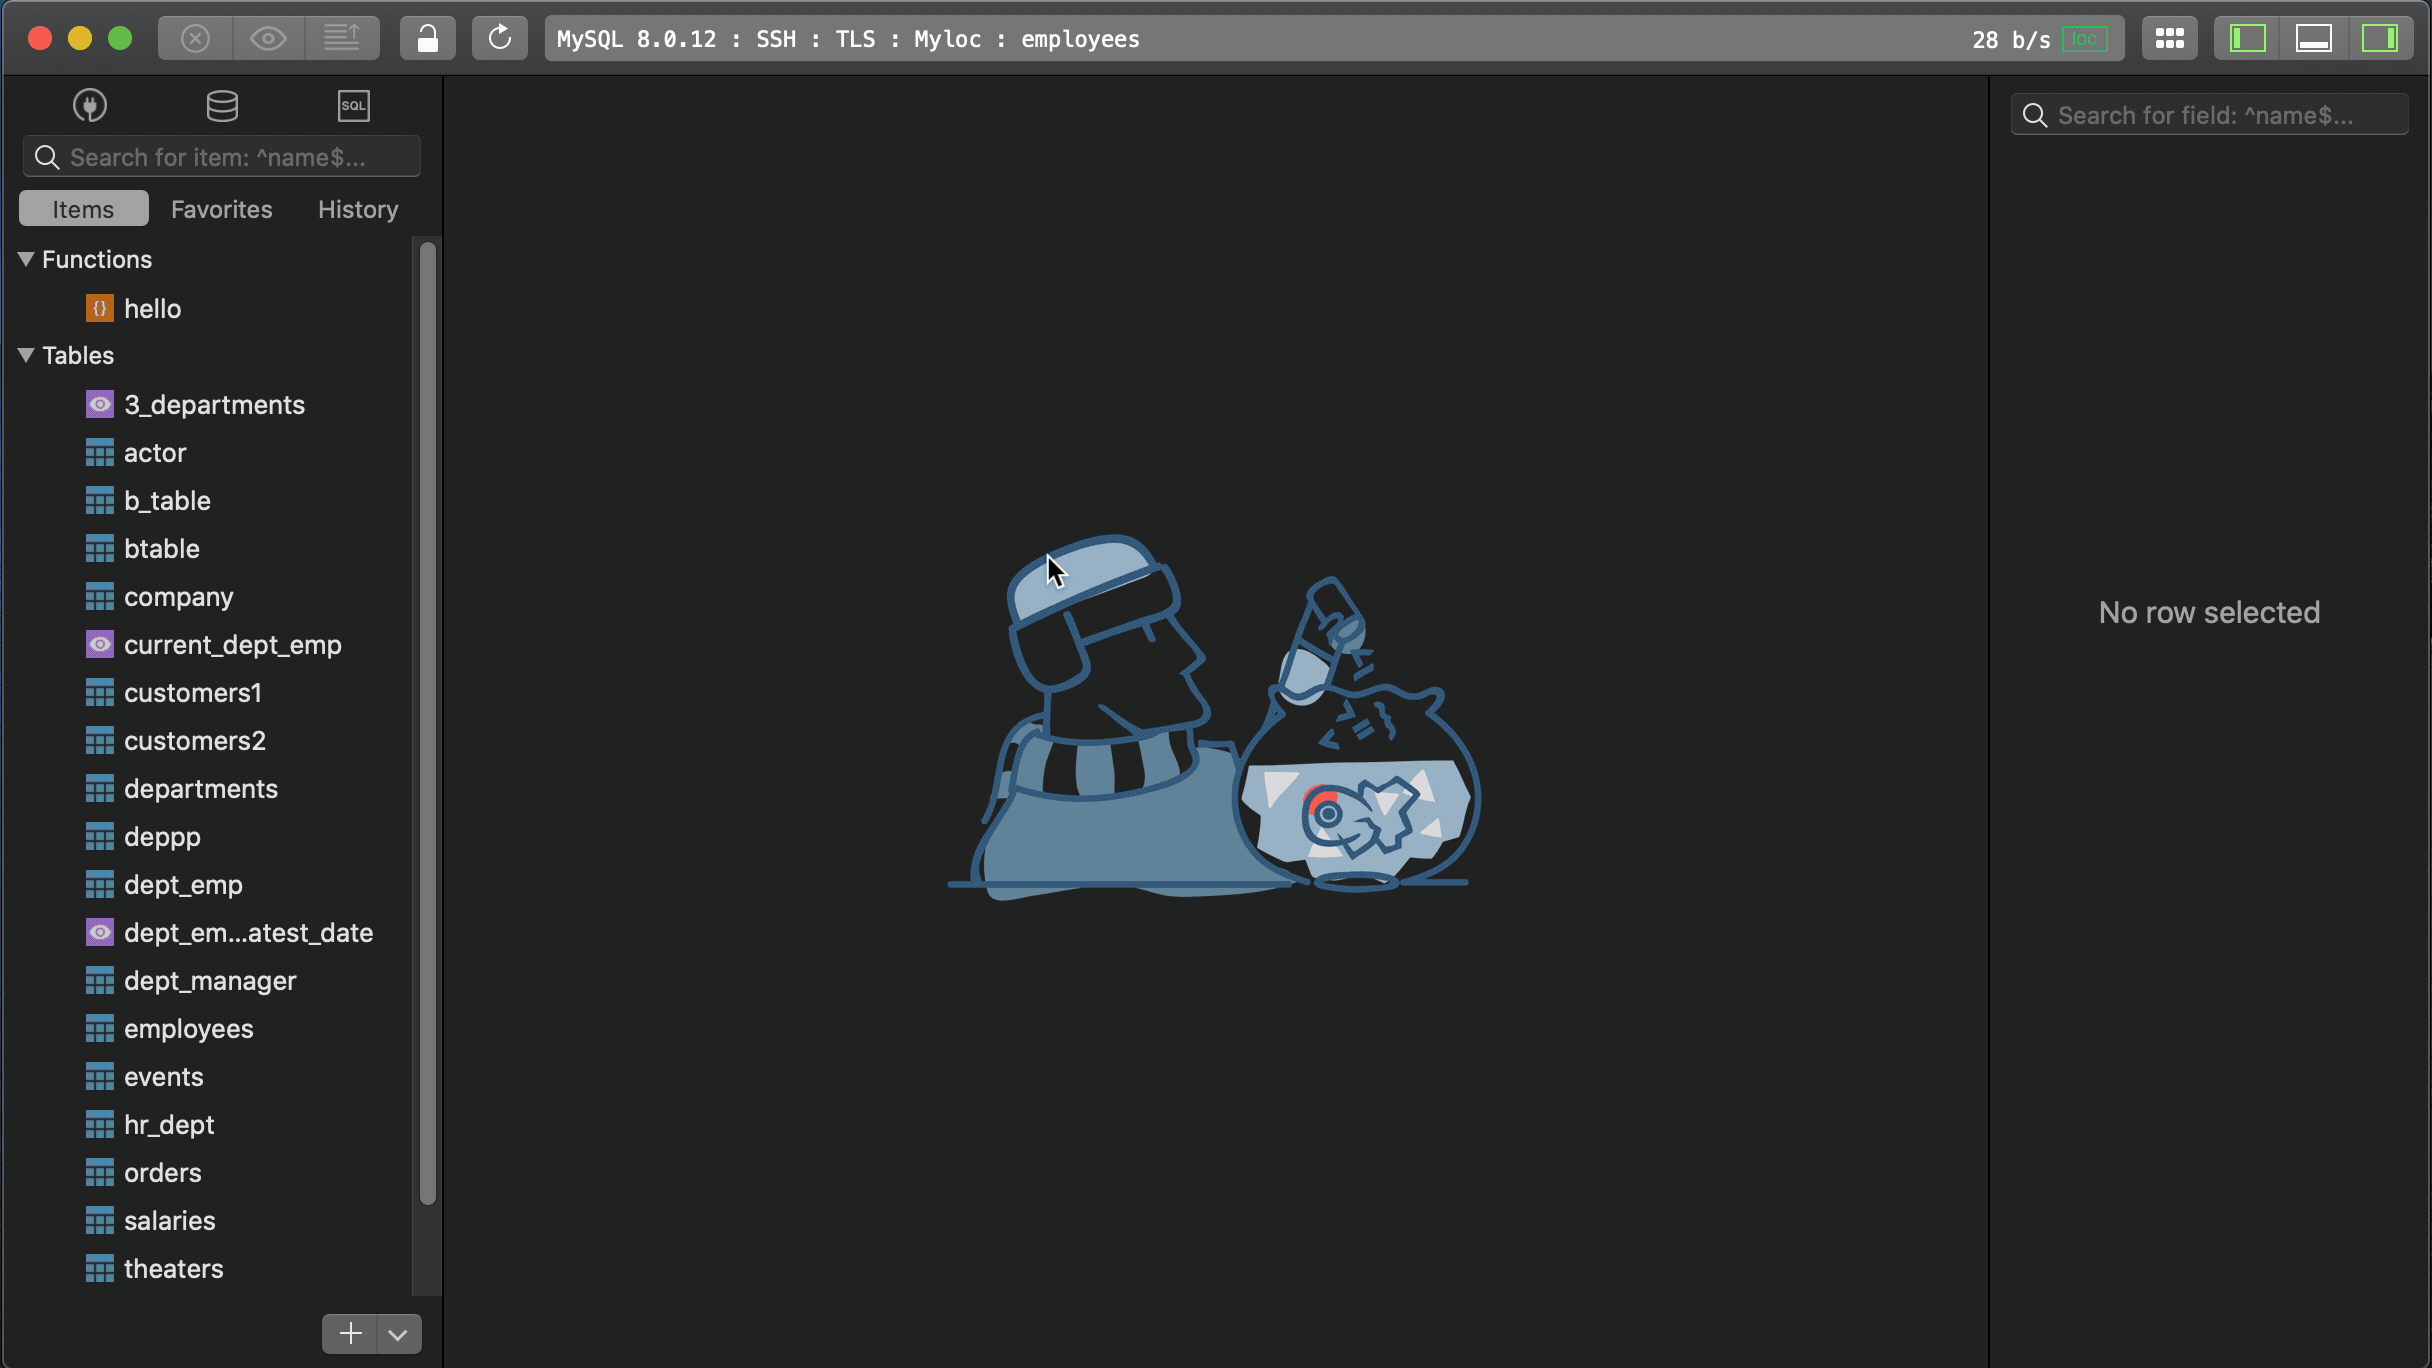 MySQL 8.0.12 : SSH : TLS : Myloc : employees
28 b/s loc
SQL
Search for item: ^name$...
Search for field: ^name$...
Items Favorites History
Functions
hello
Tables
3_departments
actor
b_table
btable
company
current_dept_emp
customers1
customers2
departments
deppp
dept_emp
dept_em...atest_date
dept_manager
employees
events
hr_dept
orders
salaries
theaters
No row selected